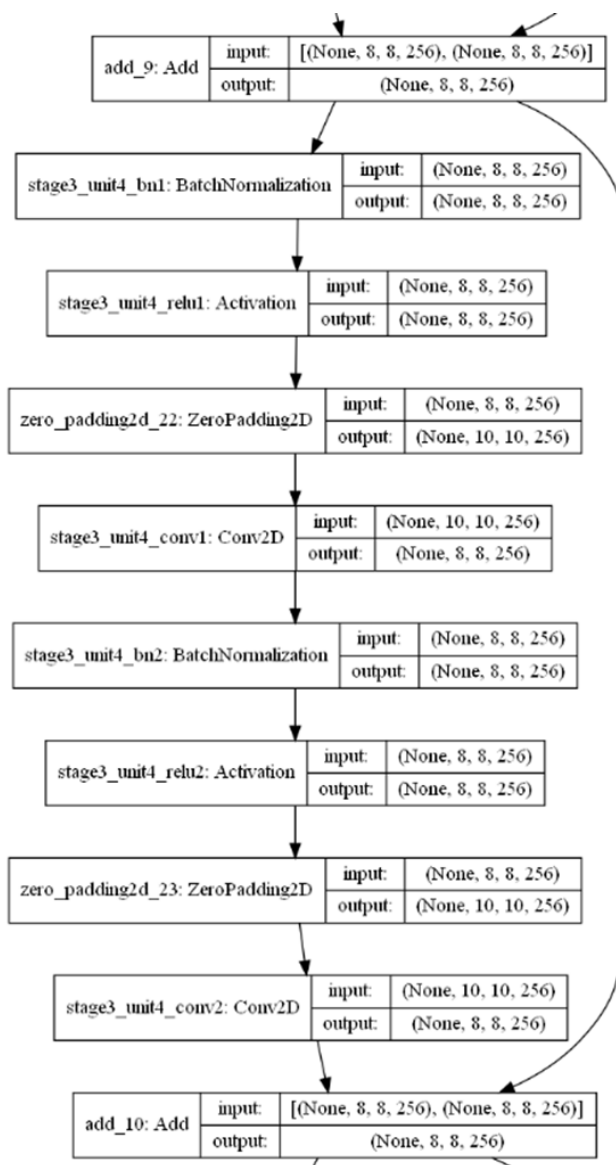 add_9: Add input: [(None, 8, 8, 256), (None, 8, 8, 256)]
output: (None, 8, 8, 256)
stage3_unit4_bn1: BatchNormalization input: (None, 8, 8, 256)
output: (None, 8, 8, 256)
stage3_unit4_relu1: Activation input: (None, 8, 8, 256)
output: (None, 8, 8, 256)
zero_padding2d_22: ZeroPadding2D input: (None, 8, 8, 256)
output: (None, 10, 10, 256)
stage3_unit4_conv1: Conv2D input: (None, 10, 10, 256)
output: (None, 8, 8, 256)
stage3_unit4_bn2: BatchNormalization input: (None, 8, 8, 256)
output: (None, 8, 8, 256)
stage3_unit4_relu2: Activation input: (None, 8, 8, 256)
output: (None, 8, 8, 256)
zero_padding2d_23: ZeroPadding2D input: (None, 8, 8, 256)
output: (None, 10, 10, 256)
stage3_unit4_conv2: Conv2D input: (None, 10, 10, 256)
output: (None, 8, 8, 256)
add_10: Add input: [(None, 8, 8, 256), (None, 8, 8, 256)]
output: (None, 8, 8, 256)